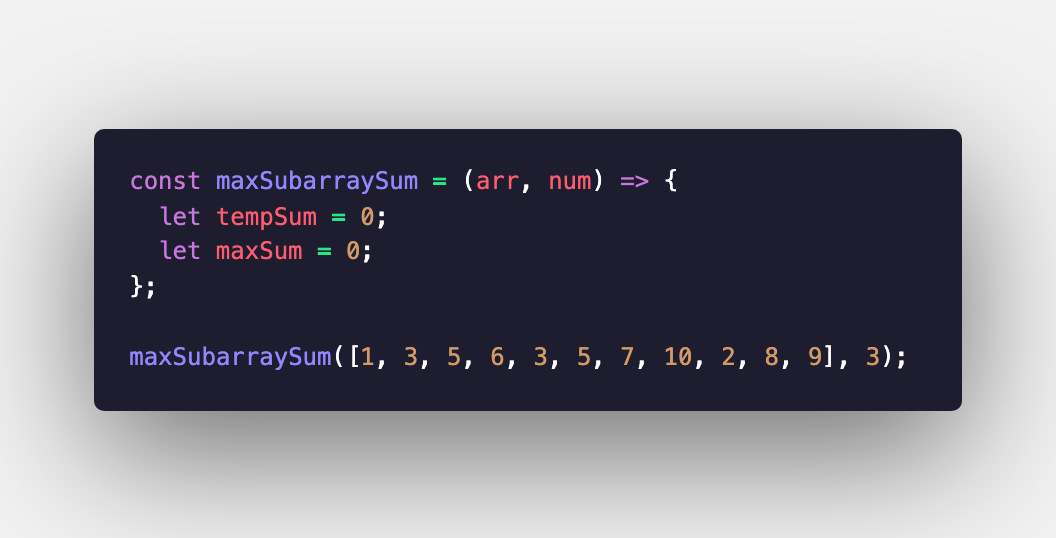 const maxSubarraySum = (arr, num) => {
  let tempSum = 0;
  let maxSum = 0;
};

maxSubarraySum([1, 3, 5, 6, 3, 5, 7, 10, 2, 8, 9], 3);